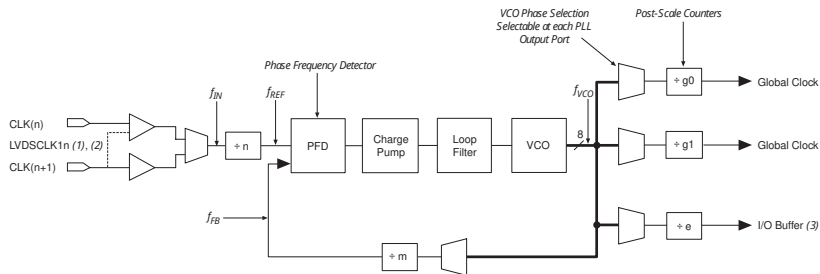 VCO Phase Selection
Selectable at each PLL
Output Port
Post-Scale Counters
Phase Frequency Detector
÷ g0
Global Clock
fIN
fREF
fVCO
CLK(n)
LVDSCLK1n (1), (2)
CLK(n+1)
÷ n
PFD
Charge
Pump
Loop
Filter
VCO
8
÷ g1
Global Clock
fFB
÷ m
÷ e
I/O Buffer (3)